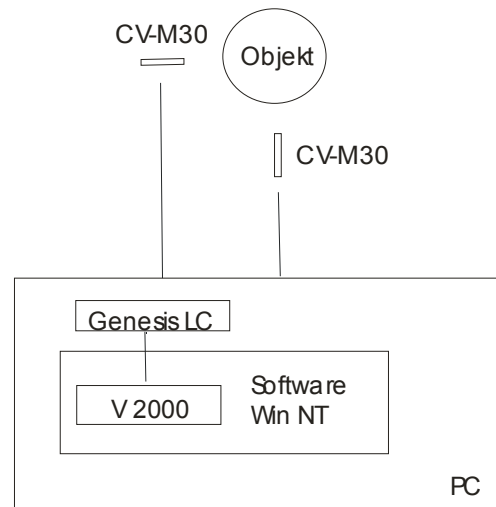 CV-M30
Objekt
CV-M30
Genesis LC
V 2000
Software
Win NT
PC